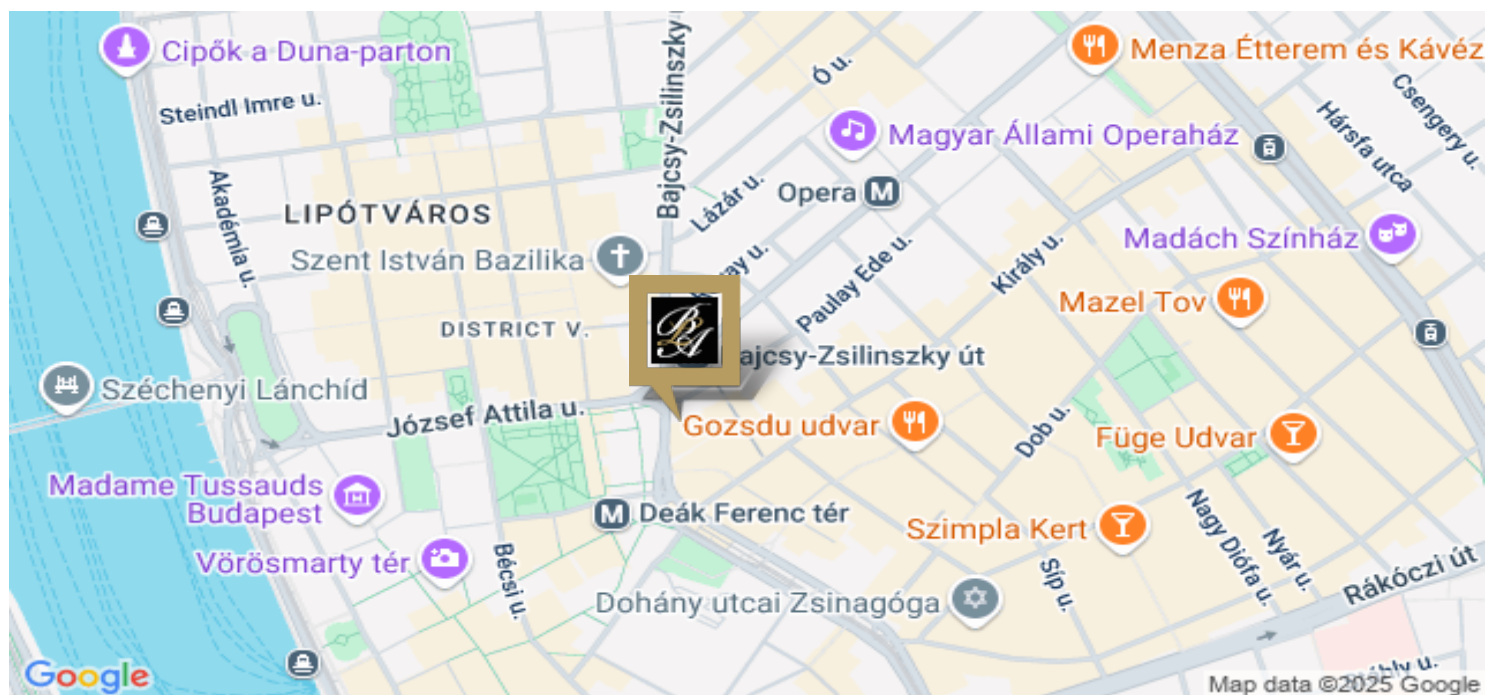 Cipők a Duna-parton
Steindl Imre u.
Bajcsy-Zsilinszky
Ó u.
Menza Étterem és Kávéz
Csengery u.
Hársfa utca
Magyar Állami Operaház
Akadémia u.
LIPÓTVÁROS
Lázár u.
Opera M
Szent István Bazilika
Paulay Ede u.
Király u.
Madách Színház
Mazel Tov
DISTRICT V.
B
A
ajcsy-Zsilinszky út
Széchenyi Lánchíd
József Attila u.
Gozsdu udvar
Dob u.
Füge Udvar
Madame Tussauds
Budapest
M Deák Ferenc tér
Szimpla Kert
Nagy Diófa u.
Nyár u.
Vörösmarty tér
Bécsi u.
Dohány utcai Zsinagóga
Síp u.
Rákóczi út
Google
Map data ©2025 Google